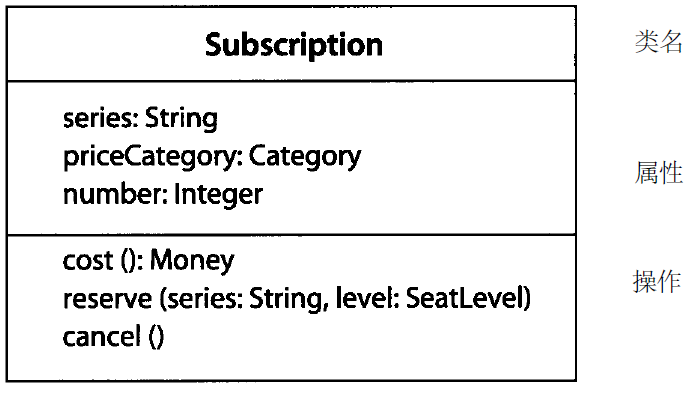 Subscription
类名
series: String
priceCategory: Category
属性
number: Integer
cost (): Money
操作
reserve (series: String, level: SeatLevel)
cancel ()